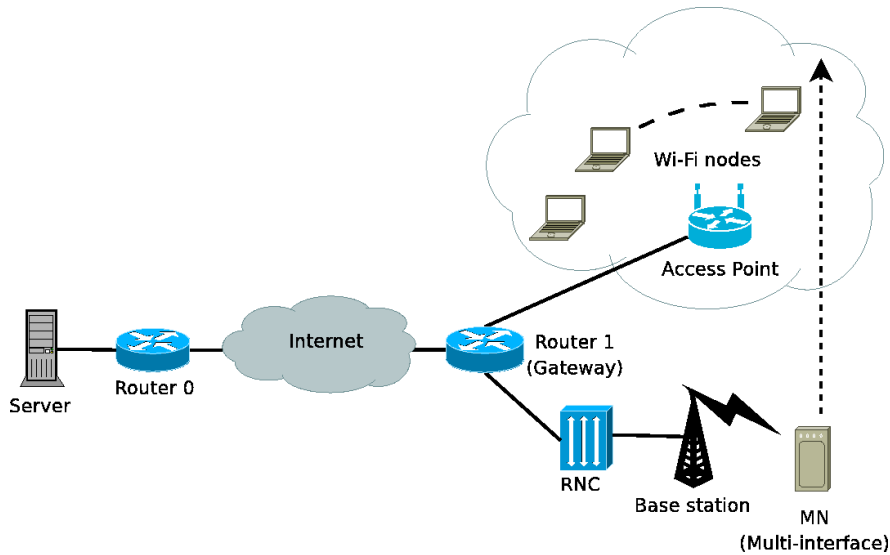 Wi-Fi nodes
Access Point
Internet
Router 1
(Gateway)
Router 0
Server
RNC
Base station
MN
(Multi-interface)